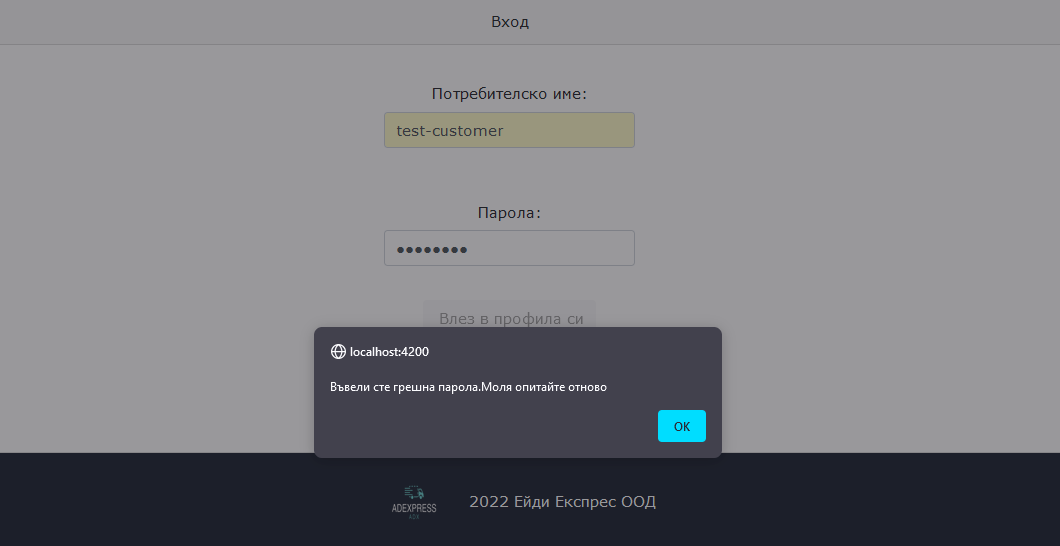 Вход
Потребителско име:
test-customer
Парола:
••••••••
Влез в профила си
localhost:4200
Въвели сте грешна парола.Моля опитайте отново
OK
ADEXPRESS
ADX
2022 Ейди Експрес ООД